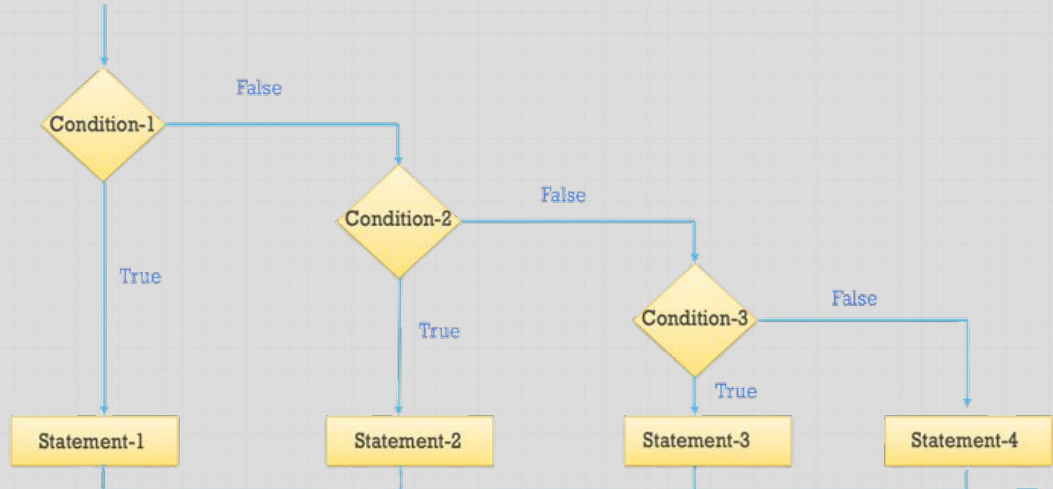 False
Condition-1
False
Condition-2
True
False
Condition-3
True
True
Statement-1
Statement-2
Statement-3
Statement-4